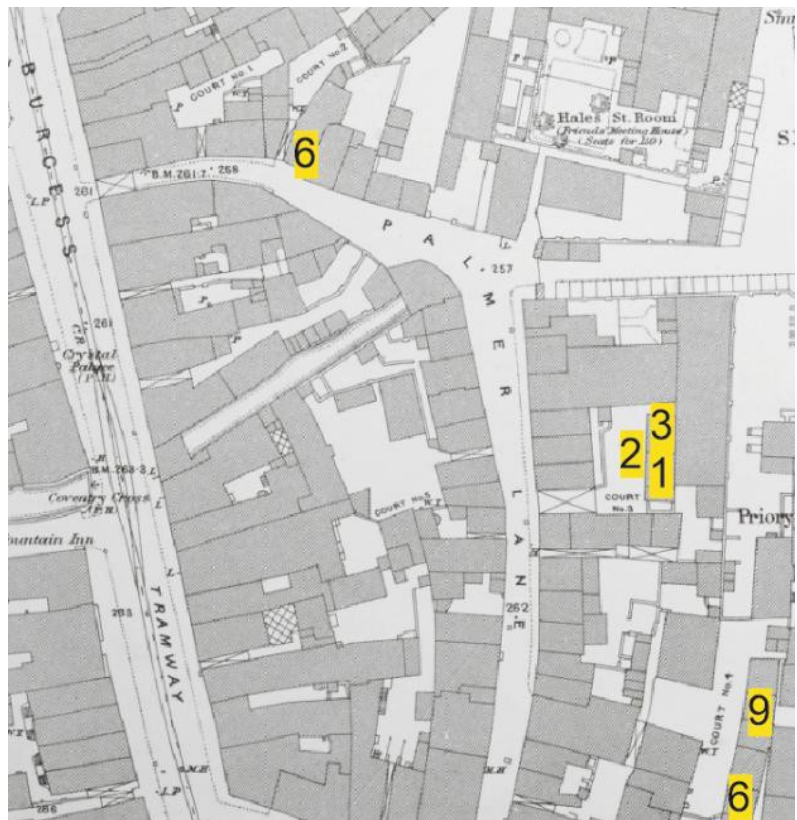 BURGESS
COURT No. 1
COURT No. 2
P
W.T.
Hales St. Room
(Friends' Meeting House)
(Seats for 150)
P
6
B.M. 261.7
258
261
L.P
PALMER LANE
L
257
261
C.R.
Crystal
Palace
(P.H.)
P
P
H
B.M. 263.3
L
Coventry Cross
(P.H.)
ountain Inn
L
3
2
1
COURT
No. 3
COURT No. 5
W.T.
Priory
H
262
263
TRAMWAY
COURT No. 4
W.T.
9
6
M.H
M.H
L.P
266